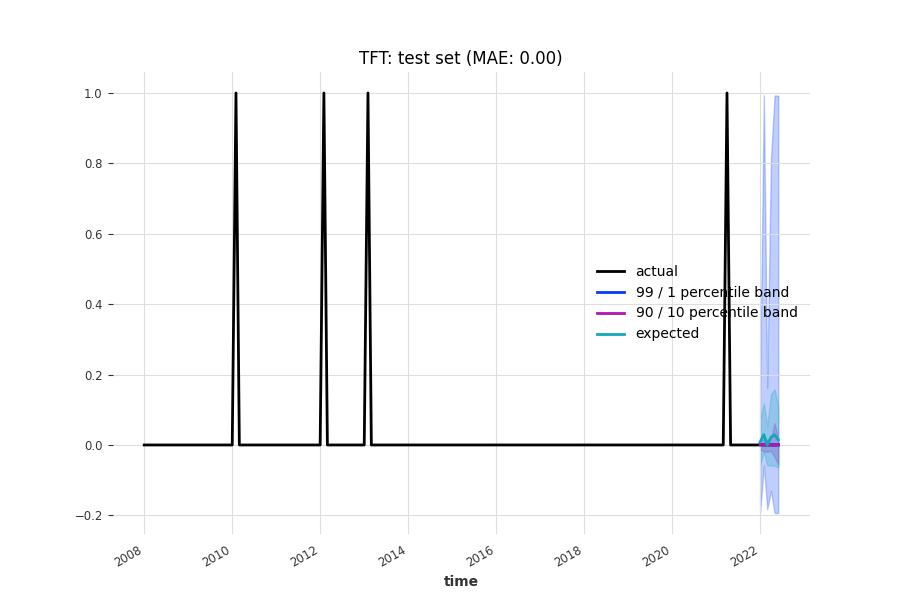 TFT: test set (MAE: 0.00)
1.0
0.8
0.6
0.4
0.2
0.0
−0.2
actual
99 / 1 percentile band
90 / 10 percentile band
expected
2008
2010
2012
2014
2016
2018
2020
2022
time